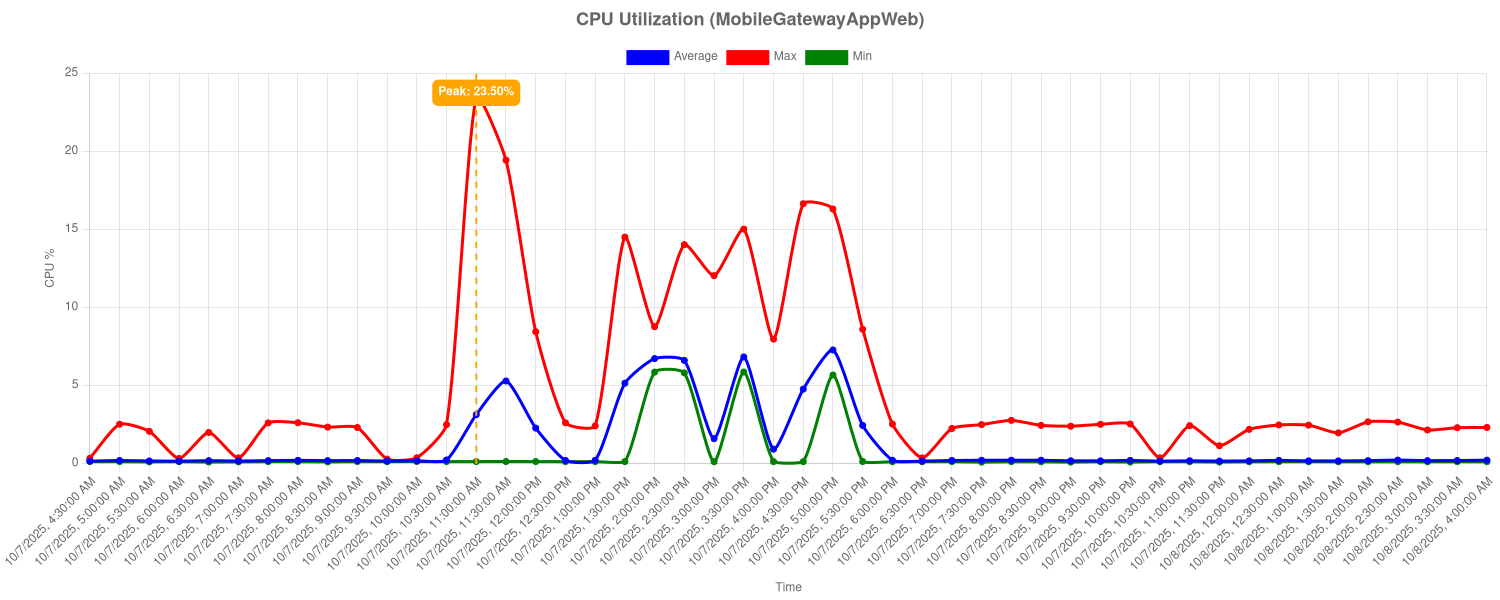 CPU Utilization (MobileGatewayAppWeb)
Average Max Min
Peak: 23.50%
25
20
15
10
5
0
CPU %
10/7/2025, 4:30:00 AM
10/7/2025, 5:00:00 AM
10/7/2025, 5:30:00 AM
10/7/2025, 6:00:00 AM
10/7/2025, 6:30:00 AM
10/7/2025, 7:00:00 AM
10/7/2025, 7:30:00 AM
10/7/2025, 8:00:00 AM
10/7/2025, 8:30:00 AM
10/7/2025, 9:00:00 AM
10/7/2025, 9:30:00 AM
10/7/2025, 10:00:00 AM
10/7/2025, 10:30:00 AM
10/7/2025, 11:00:00 AM
10/7/2025, 11:30:00 AM
10/7/2025, 12:00:00 PM
10/7/2025, 12:30:00 PM
10/7/2025, 1:00:00 PM
10/7/2025, 1:30:00 PM
10/7/2025, 2:00:00 PM
10/7/2025, 2:30:00 PM
10/7/2025, 3:00:00 PM
10/7/2025, 3:30:00 PM
10/7/2025, 4:00:00 PM
10/7/2025, 4:30:00 PM
10/7/2025, 5:00:00 PM
10/7/2025, 5:30:00 PM
10/7/2025, 6:00:00 PM
10/7/2025, 6:30:00 PM
10/7/2025, 7:00:00 PM
10/7/2025, 7:30:00 PM
10/7/2025, 8:00:00 PM
10/7/2025, 8:30:00 PM
10/7/2025, 9:00:00 PM
10/7/2025, 9:30:00 PM
10/7/2025, 10:00:00 PM
10/7/2025, 10:30:00 PM
10/7/2025, 11:00:00 PM
10/7/2025, 11:30:00 PM
10/8/2025, 12:00:00 AM
10/8/2025, 12:30:00 AM
10/8/2025, 1:00:00 AM
10/8/2025, 1:30:00 AM
10/8/2025, 2:00:00 AM
10/8/2025, 2:30:00 AM
10/8/2025, 3:00:00 AM
10/8/2025, 3:30:00 AM
10/8/2025, 4:00:00 AM
Time